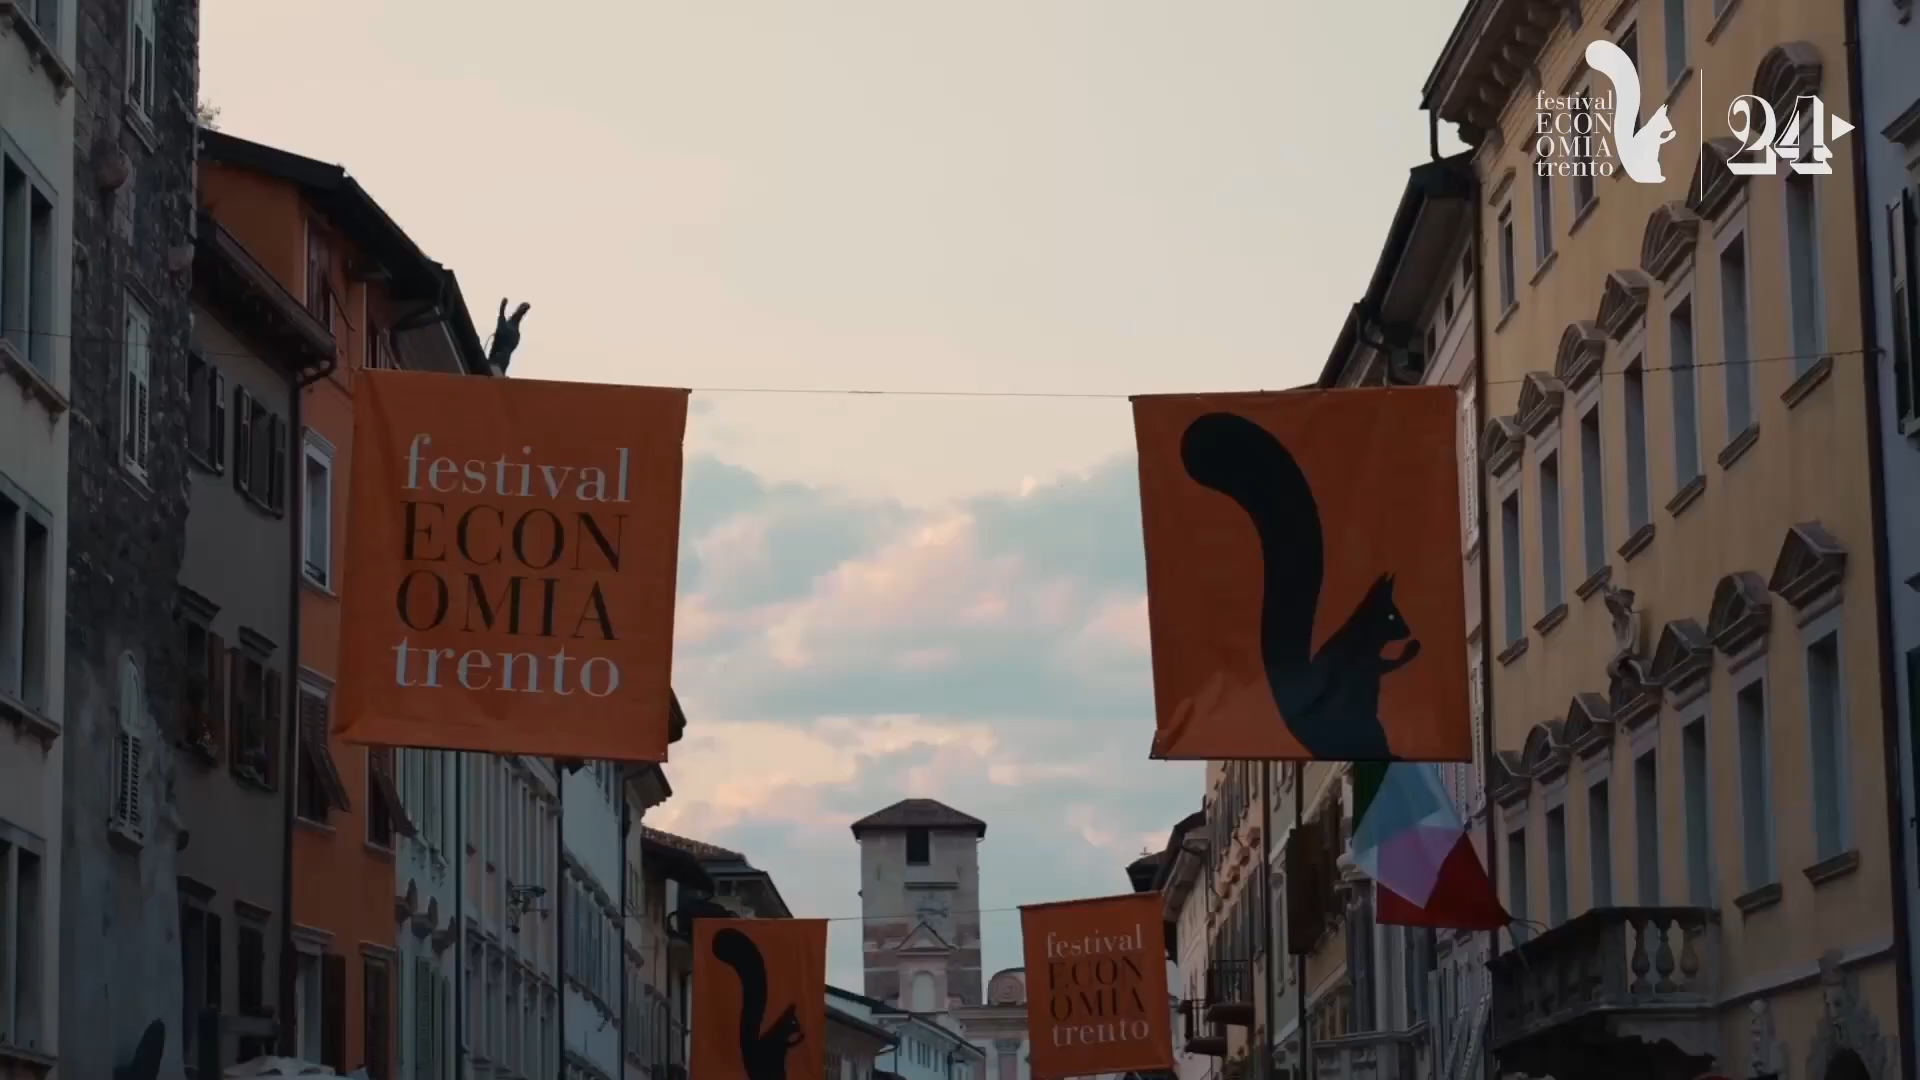 festival
ECON
OMIA
trento
24
festival
ECON
OMIA
trento
festival
ECON
OMIA
trento